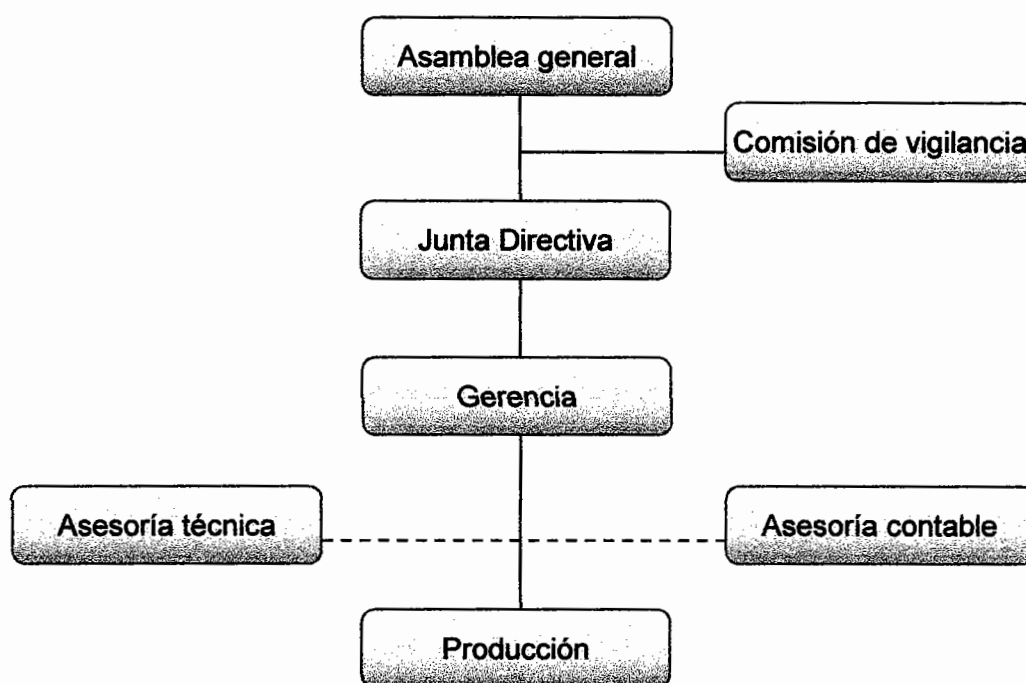 Asamblea general
Comisión de vigilancia
Junta Directiva
Gerencia
Asesoría técnica
Asesoría contable
Producción